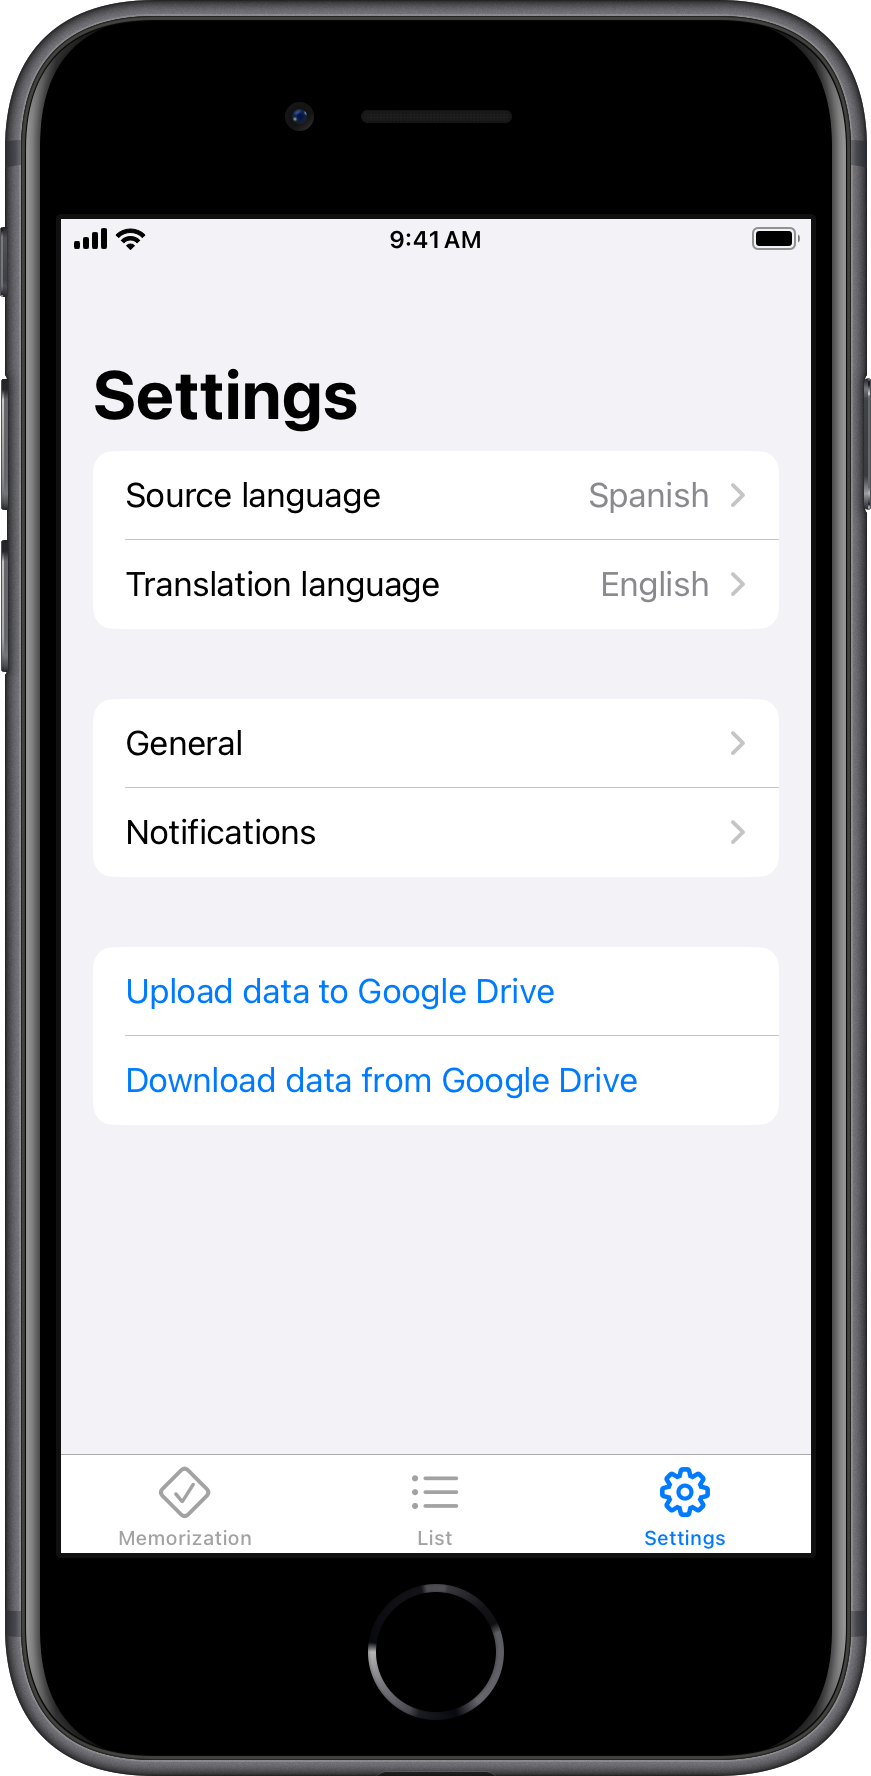 9:41 AM
Settings
Source language Spanish
Translation language English
General
Notifications
Upload data to Google Drive
Download data from Google Drive
Memorization List Settings